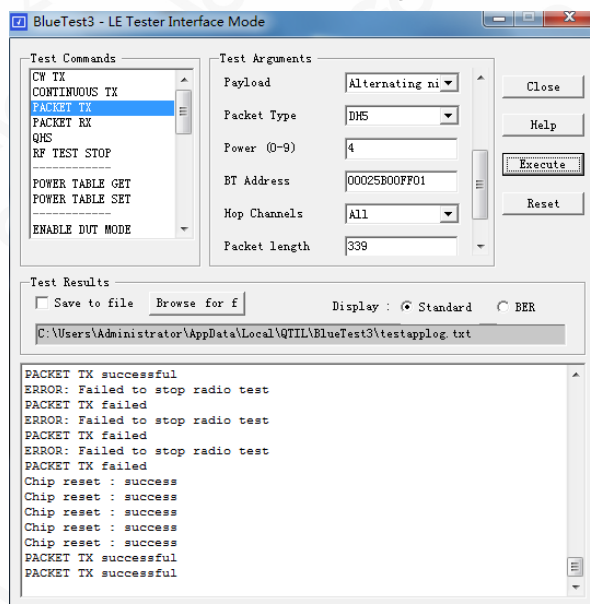 BlueTest3 - LE Tester Interface Mode
Test Commands
CW TX
CONTINUOUS TX
PACKET TX
PACKET RX
QHS
RF TEST STOP
------------
POWER TABLE GET
POWER TABLE SET
------------
ENABLE DUT MODE
Test Arguments
Payload Alternating ni
Packet Type DH5
Power (0-9) 4
BT Address 00025B00FF01
Hop Channels All
Packet length 339
Close
Help
Execute
Reset
Test Results
Save to file Browse for f Display : Standard BER
C:\Users\Administrator\AppData\Local\QTIL\BlueTest3\testapplog.txt
PACKET TX successful
ERROR: Failed to stop radio test
PACKET TX failed
ERROR: Failed to stop radio test
PACKET TX failed
ERROR: Failed to stop radio test
PACKET TX failed
Chip reset : success
Chip reset : success
Chip reset : success
Chip reset : success
Chip reset : success
PACKET TX successful
PACKET TX successful